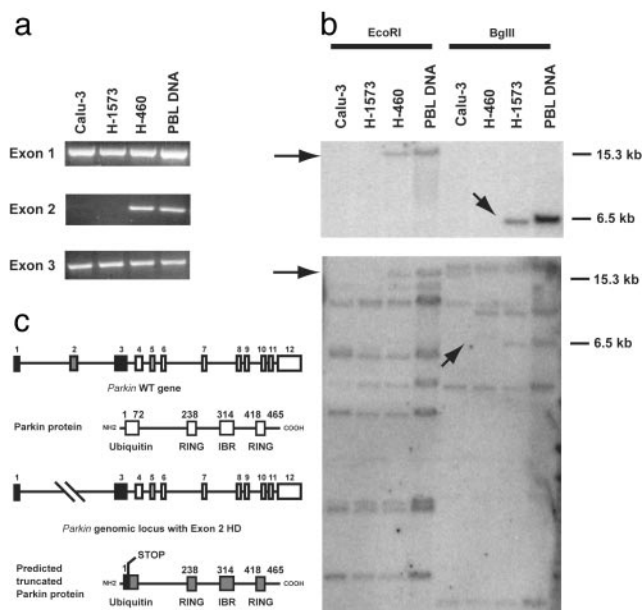 a
Calu-3
H-1573
H-460
PBL DNA
Exon 1
Exon 2
Exon 3
b
EcoRI
BglII
Calu-3
H-1573
H-460
PBL DNA
Calu-3
H-460
H-1573
PBL DNA
15.3 kb
6.5 kb
15.3 kb
6.5 kb
c
1 2 3 4 5 6 7 8 9 10 11 12
Parkin WT gene
1 72 238 314 418 465
Parkin protein
NH2 COOH
Ubiquitin RING IBR RING
1 3 4 5 6 7 8 9 10 11 12
Parkin genomic locus with Exon 2 HD
STOP
1 238 314 418 465
Predicted
truncated
Parkin protein
NH2 COOH
Ubiquitin RING IBR RING